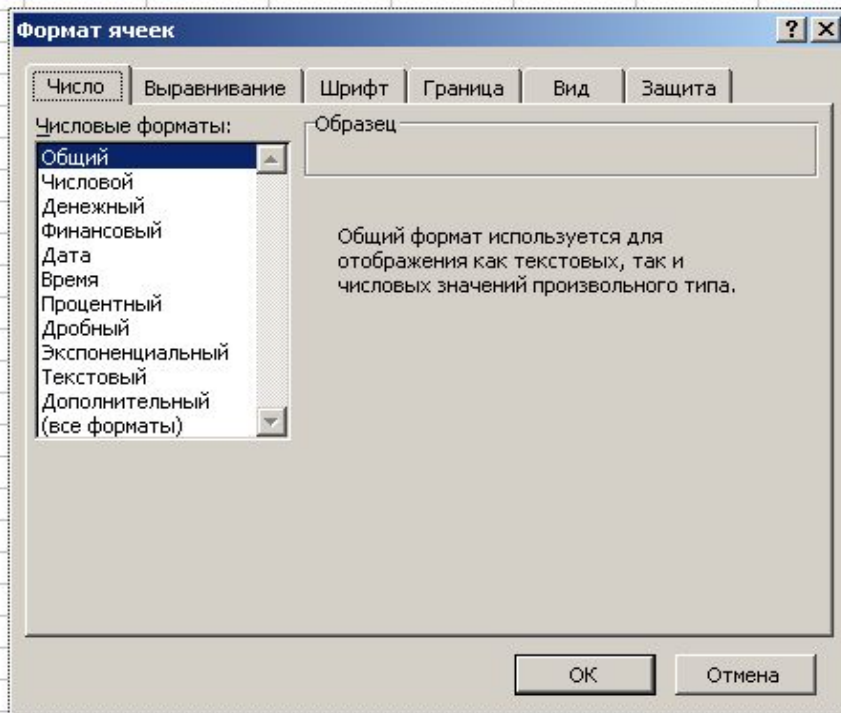 Формат ячеек
Число Выравнивание Шрифт Граница Вид Защита
Числовые форматы:
Образец
Общий
Числовой
Денежный
Финансовый
Дата
Время
Процентный
Дробный
Экспоненциальный
Текстовый
Дополнительный
(все форматы)
Общий формат используется для
отображения как текстовых, так и
числовых значений произвольного типа.
ОК Отмена